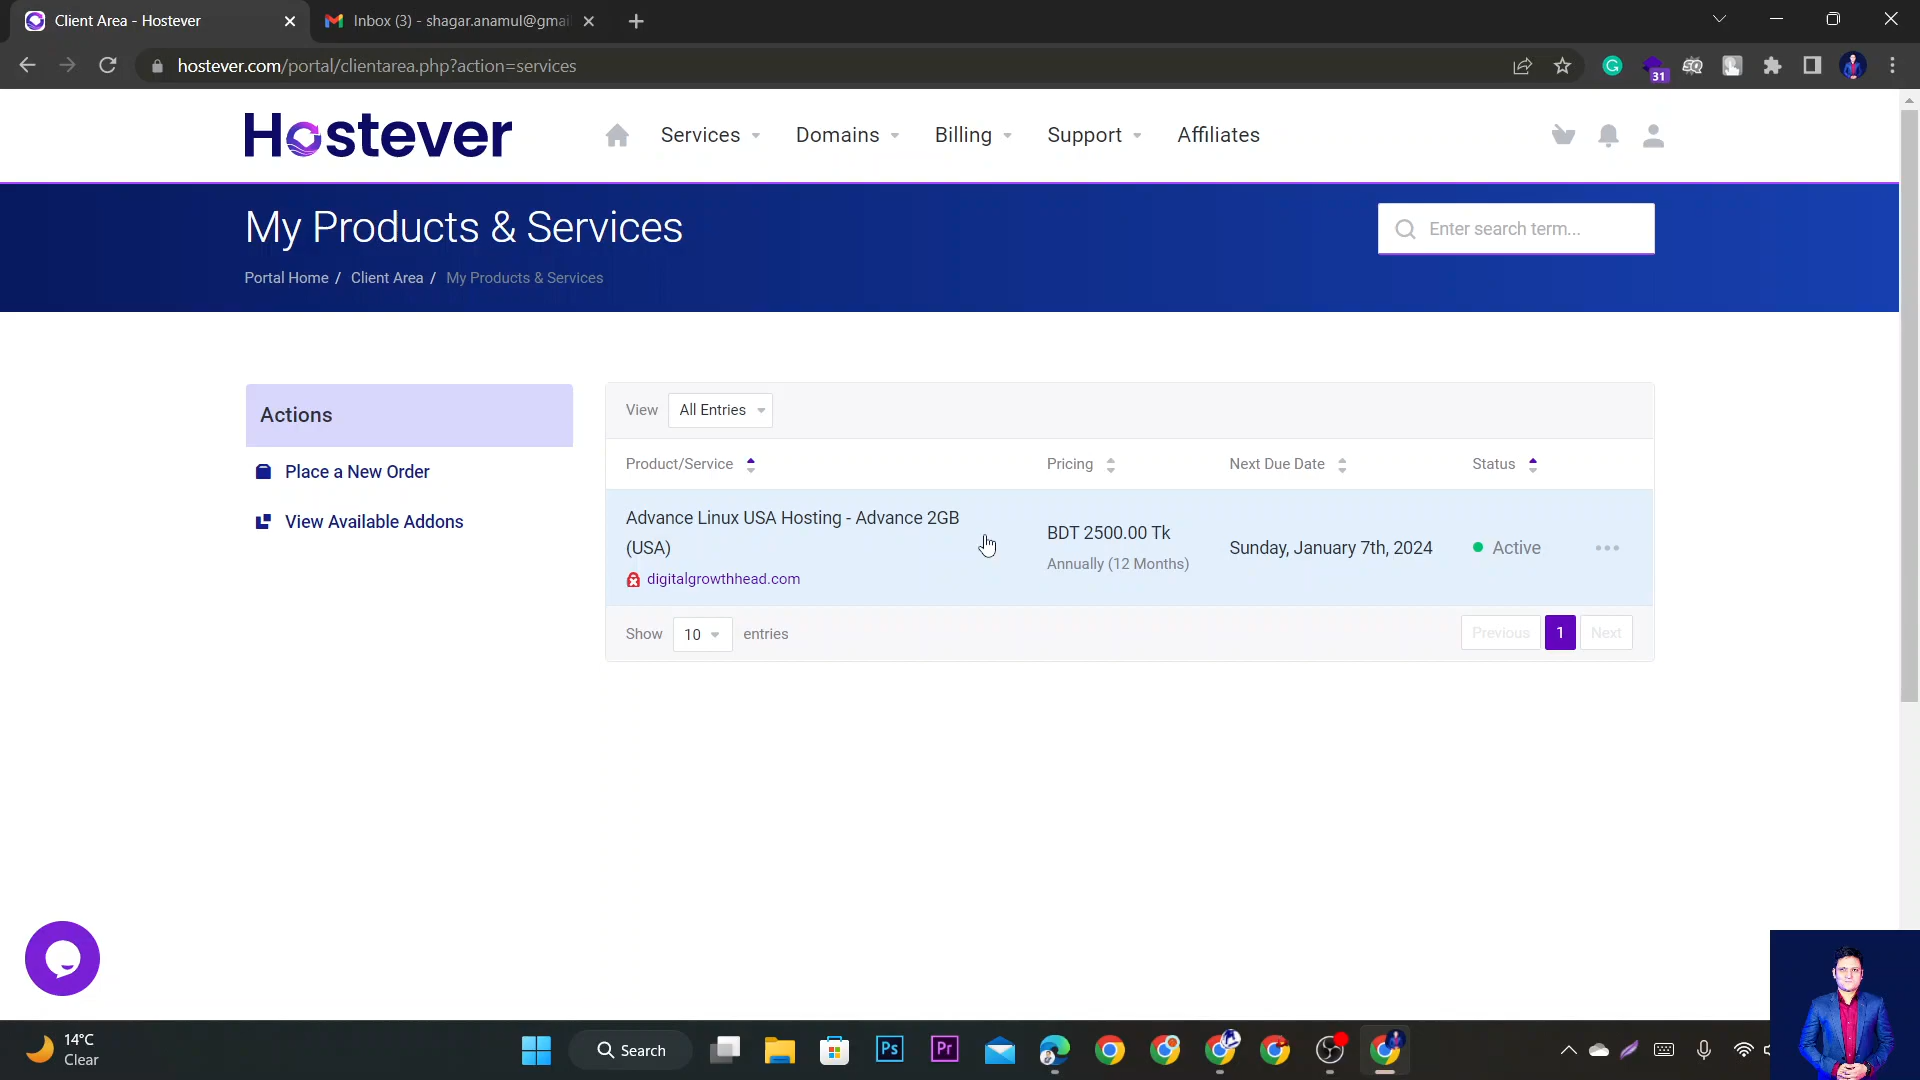 Client Area - Hostever
Inbox (3) - shagar.anamul@gmai
hostever.com/portal/clientarea.php?action=services
31
Hostever
Services
Domains
Billing
Support
Affiliates
My Products & Services
Enter search term...
Portal Home / Client Area / My Products & Services
Actions
Place a New Order
View Available Addons
View All Entries
Product/Service
Pricing
Next Due Date
Status
Advance Linux USA Hosting - Advance 2GB
(USA)
digitalgrowthhead.com
BDT 2500.00 Tk
Annually (12 Months)
Sunday, January 7th, 2024
Active
Show 10 entries
Previous 1 Next
14°C
Clear
Search
Ps
Pr